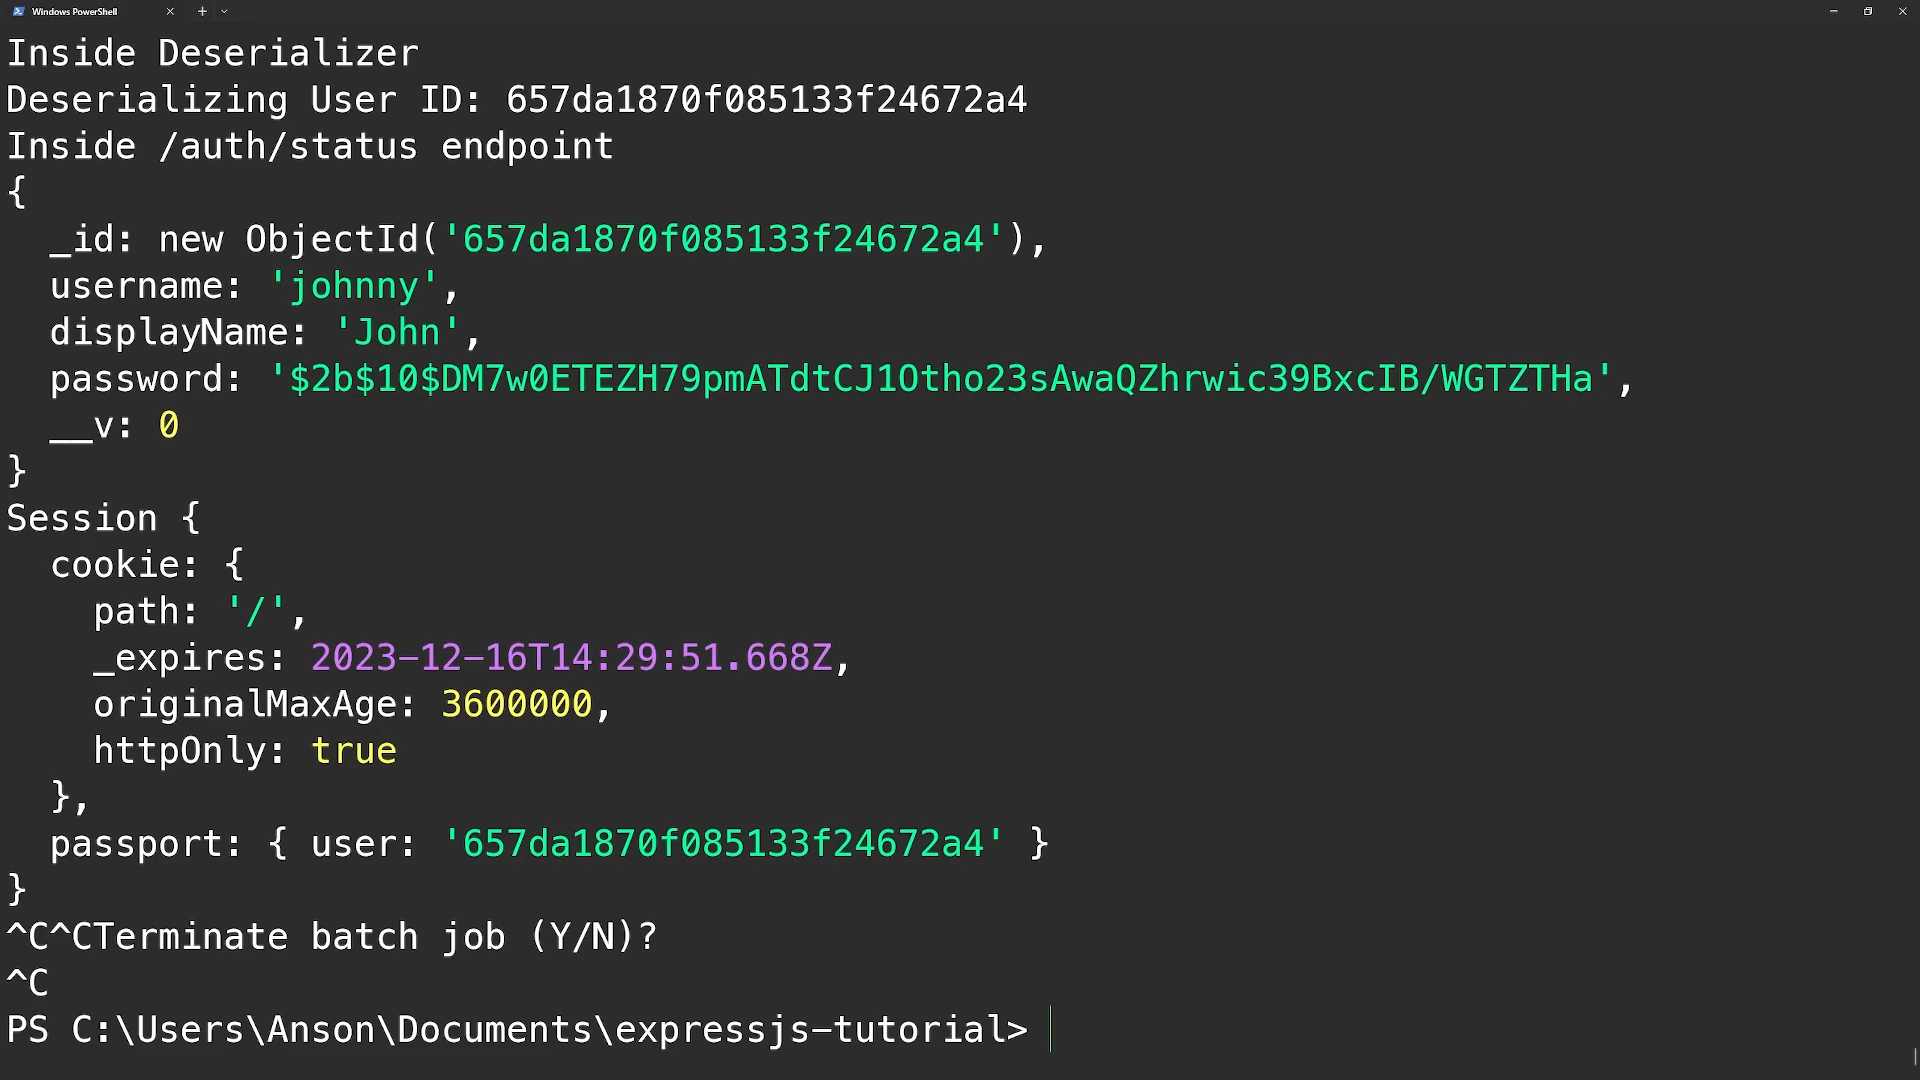 Windows PowerShell
Inside Deserializer
Deserializing User ID: 657da1870f085133f24672a4
Inside /auth/status endpoint
{
  _id: new ObjectId('657da1870f085133f24672a4'),
  username: 'johnny',
  displayName: 'John',
  password: '$2b$10$DM7w0ETEZH79pmATdtCJ1Otho23sAwaQZhrwic39BxcIB/WGTZTHa',
  __v: 0
}
Session {
  cookie: {
    path: '/',
    _expires: 2023-12-16T14:29:51.668Z,
    originalMaxAge: 3600000,
    httpOnly: true
  },
  passport: { user: '657da1870f085133f24672a4' }
}
^C^CTerminate batch job (Y/N)?
^C
PS C:\Users\Anson\Documents\expressjs-tutorial>